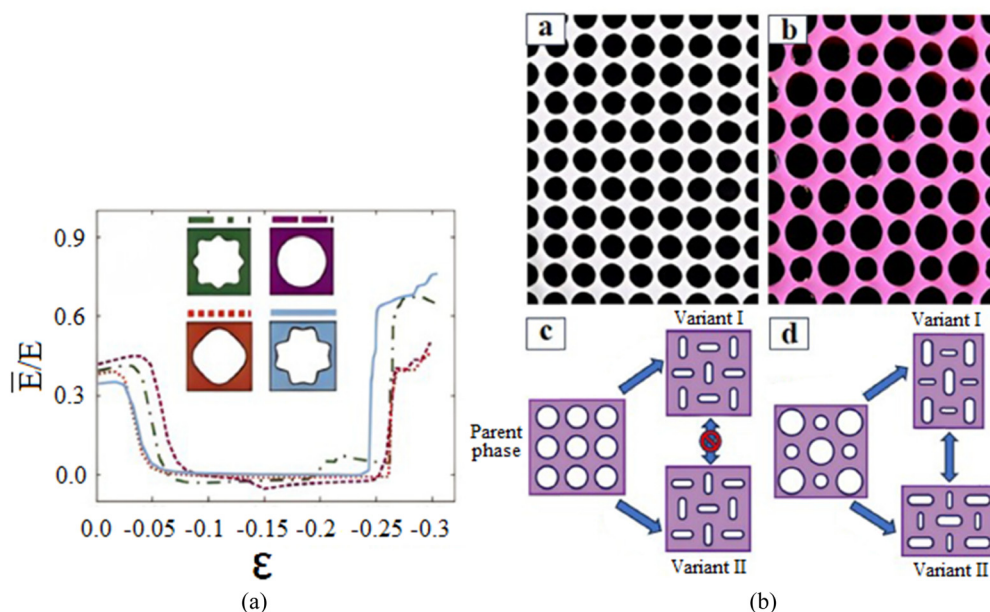 0.9
0.6
0.3
0.0
E̅/E
0.0 -0.05 -0.1 -0.15 -0.2 -0.25 -0.3
ε
(a)
a
b
c
Variant I
Parent
phase
Variant II
d
Variant I
Variant II
(b)